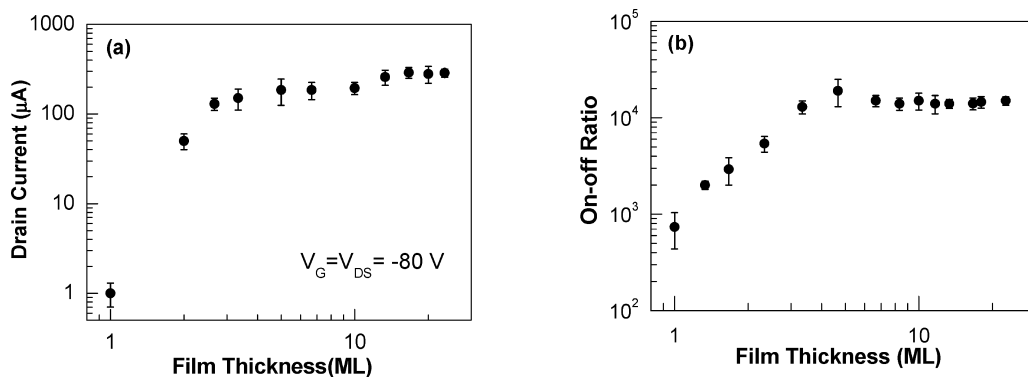 (a)
1000
100
10
1
Drain Current (μA)
V_G=V_DS= -80 V
1
10
Film Thickness(ML)
(b)
10^5
10^4
10^3
10^2
On-off Ratio
1
10
Film Thickness (ML)